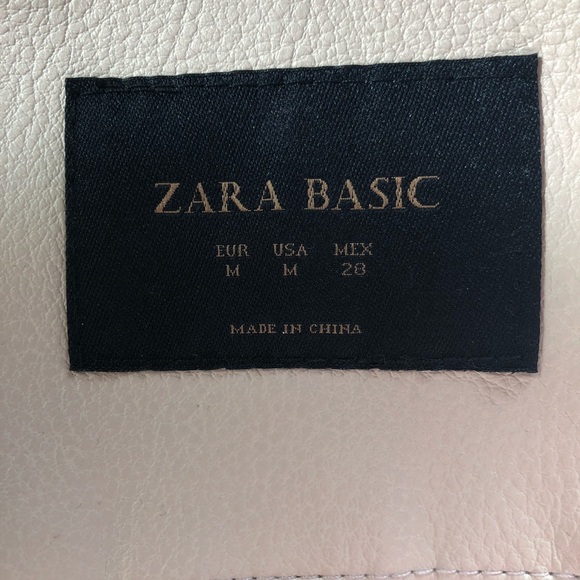 ZARA BASIC
EUR USA MEX
M M 28
MADE IN CHINA